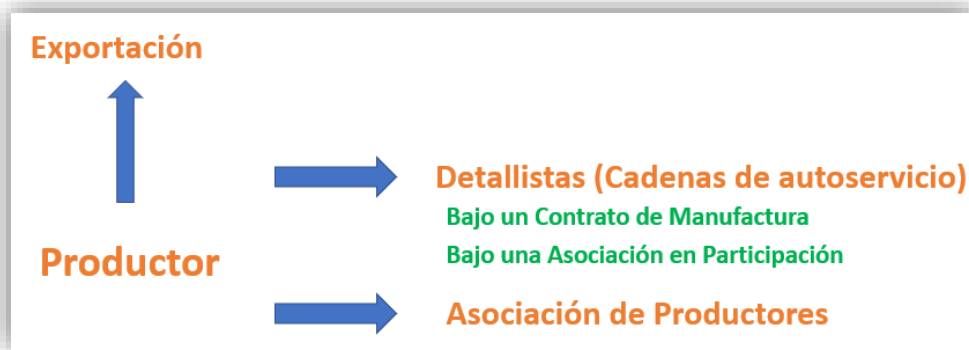 Exportación
Detallistas (Cadenas de autoservicio)
Bajo un Contrato de Manufactura
Bajo una Asociación en Participación
Productor
Asociación de Productores